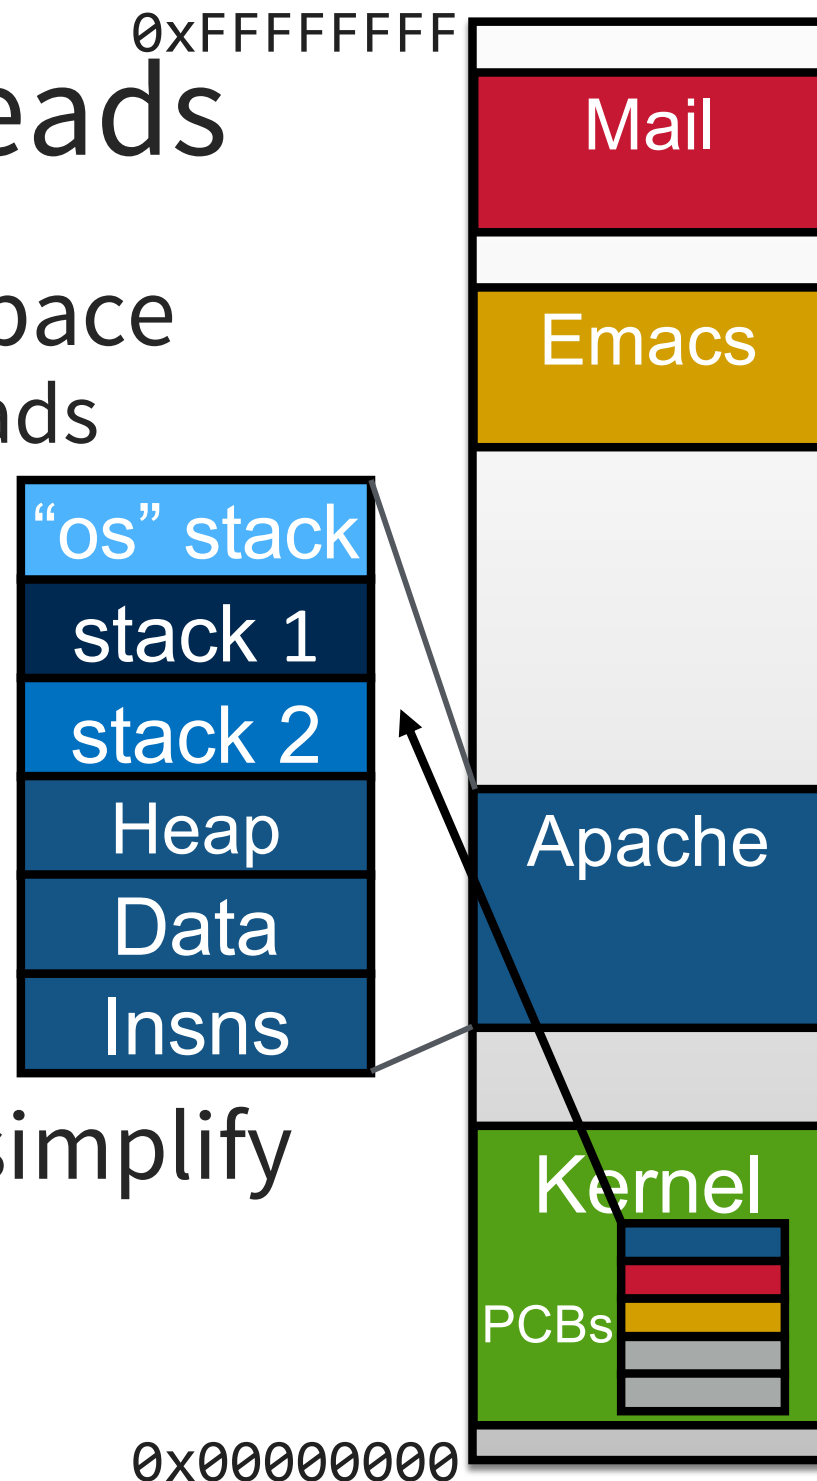 0xFFFFFFFF
eads
pace
ads
“os” stack
stack 1
stack 2
Heap
Data
Insns
simplify
0x00000000
Mail
Emacs
Apache
Kernel
PCBs